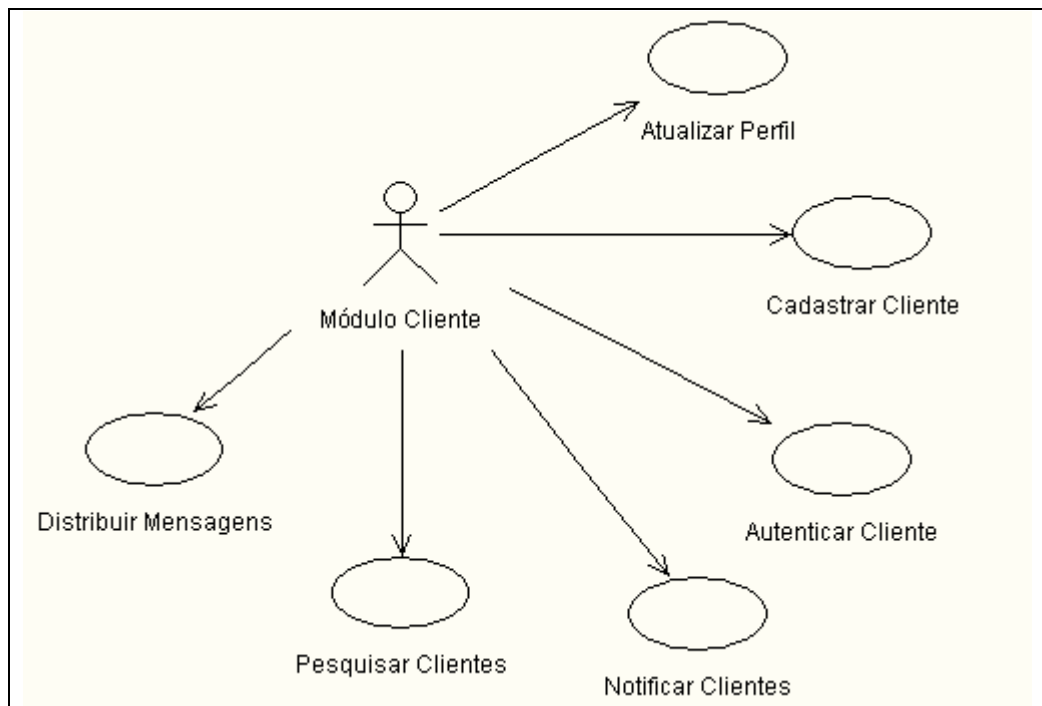 Atualizar Perfil
Cadastrar Cliente
Módulo Cliente
Distribuir Mensagens
Autenticar Cliente
Pesquisar Clientes
Notificar Clientes